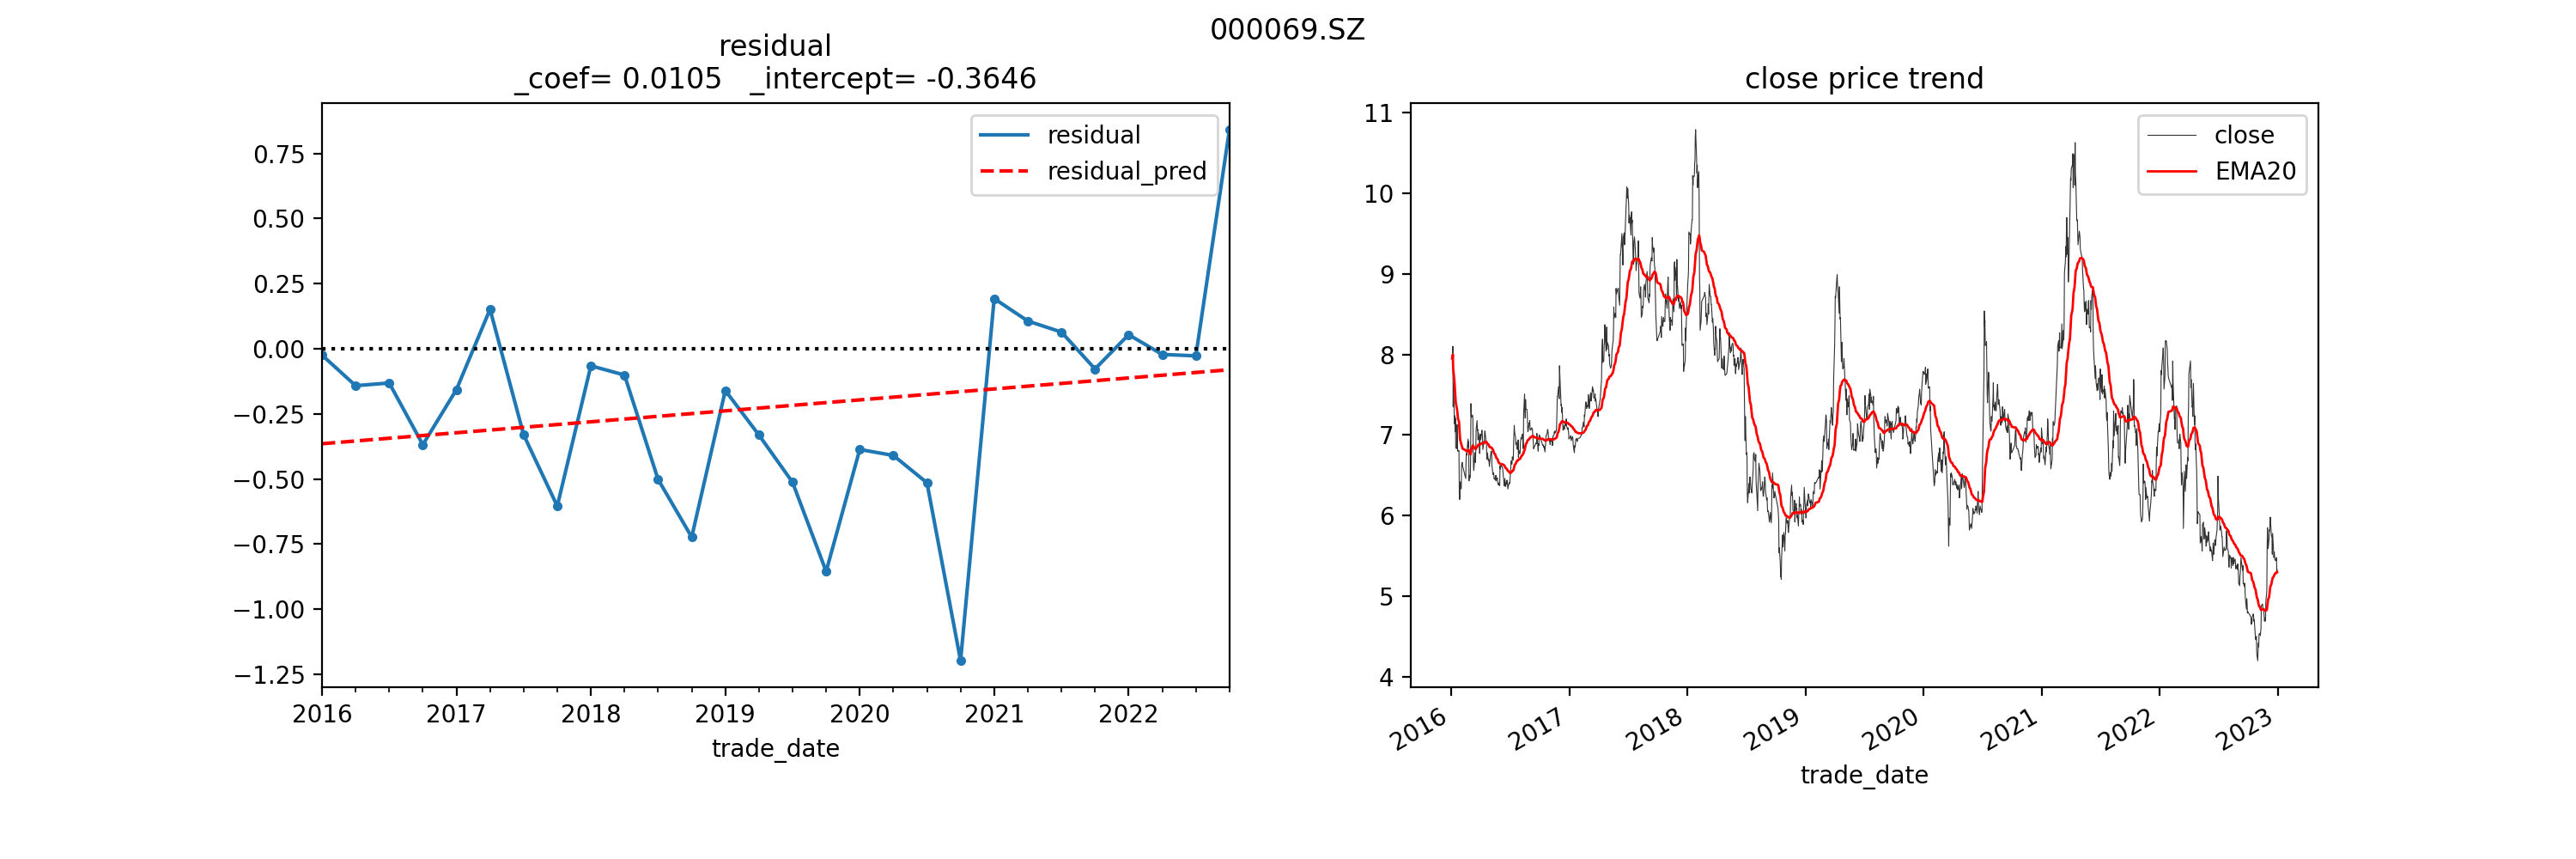 000069.SZ
residual
_coef= 0.0105   _intercept= -0.3646
residual
residual_pred
0.75
0.50
0.25
0.00
−0.25
−0.50
−0.75
−1.00
−1.25
2016 2017 2018 2019 2020 2021 2022
trade_date
close price trend
close
EMA20
11
10
9
8
7
6
5
4
2016 2017 2018 2019 2020 2021 2022 2023
trade_date